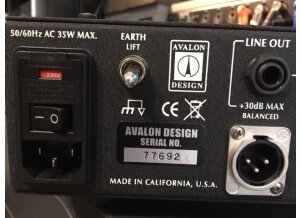 50/60Hz AC 35W MAX.
EARTH
LIFT
AVALON
DESIGN
LINE OUT
230V
+30dB MAX
BALANCED
CE
AVALON DESIGN
SERIAL NO.
77692
MADE IN CALIFORNIA, U.S.A.